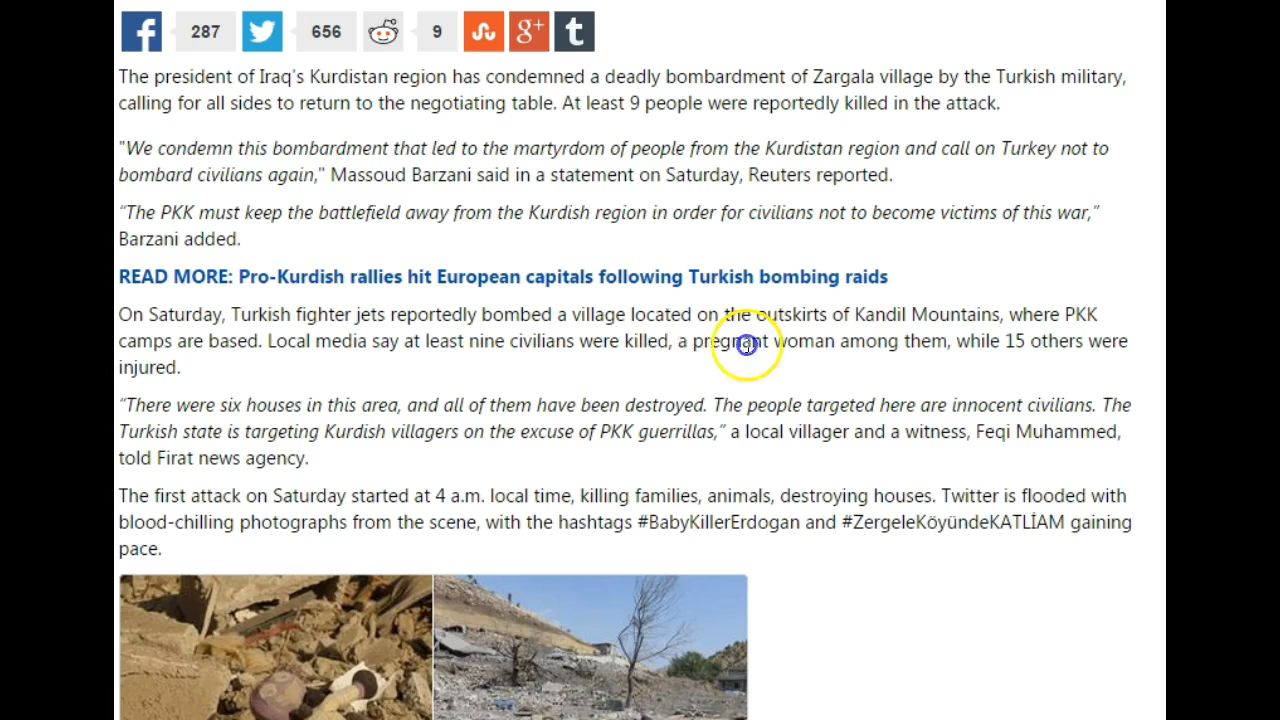 287 656 9 g+ t
The president of Iraq's Kurdistan region has condemned a deadly bombardment of Zargala village by the Turkish military,
calling for all sides to return to the negotiating table. At least 9 people were reportedly killed in the attack.
"We condemn this bombardment that led to the martyrdom of people from the Kurdistan region and call on Turkey not to
bombard civilians again," Massoud Barzani said in a statement on Saturday, Reuters reported.
“The PKK must keep the battlefield away from the Kurdish region in order for civilians not to become victims of this war,”
Barzani added.
READ MORE: Pro-Kurdish rallies hit European capitals following Turkish bombing raids
On Saturday, Turkish fighter jets reportedly bombed a village located on the outskirts of Kandil Mountains, where PKK
camps are based. Local media say at least nine civilians were killed, a pregnant woman among them, while 15 others were
injured.
“There were six houses in this area, and all of them have been destroyed. The people targeted here are innocent civilians. The
Turkish state is targeting Kurdish villagers on the excuse of PKK guerrillas,” a local villager and a witness, Feqi Muhammed,
told Firat news agency.
The first attack on Saturday started at 4 a.m. local time, killing families, animals, destroying houses. Twitter is flooded with
blood-chilling photographs from the scene, with the hashtags #BabyKillerErdogan and #ZergeleKöyündeKATLİAM gaining
pace.